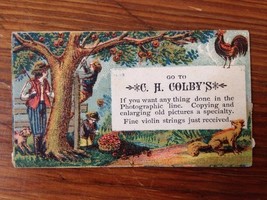 GO TO
C. H. COLBY'S
If you want any thing done in the
Photographic line. Copying and
enlarging old pictures a specialty.
Fine violin strings just received.